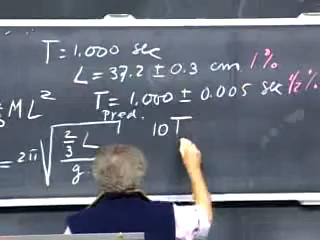 T = 1.000 sec
L = 37.2 ± 0.3 cm 1%
ML²
T = 1.000 ± 0.005 sec 1/2%
pred.
= 2π √(2/3 L / g)
10T